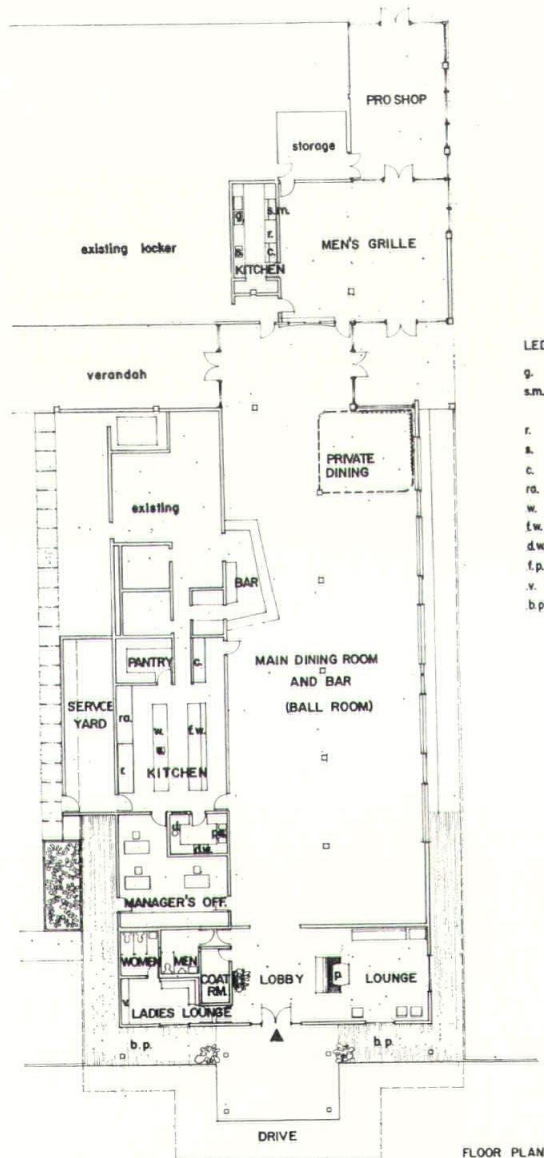 PRO SHOP
storage
g.
s.m.
r.
s.
c.
KITCHEN
existing locker
MEN'S GRILLE
verandah
LE
g.
s.m.
r.
s.
c.
ra.
w.
f.w.
d.w
f.p.
v.
b.p
PRIVATE
DINING
existing
BAR
PANTRY
c.
MAIN DINING ROOM
AND BAR
(BALL ROOM)
SERVCE
YARD
ra.
w.
f.w.
r.
KITCHEN
d.w.
MANAGER'S OFF.
WOMEN
MEN
COAT
RM.
LOBBY
LOUNGE
v.
LADIES LOUNGE
b.p.
b.p.
DRIVE
FLOOR PLAN